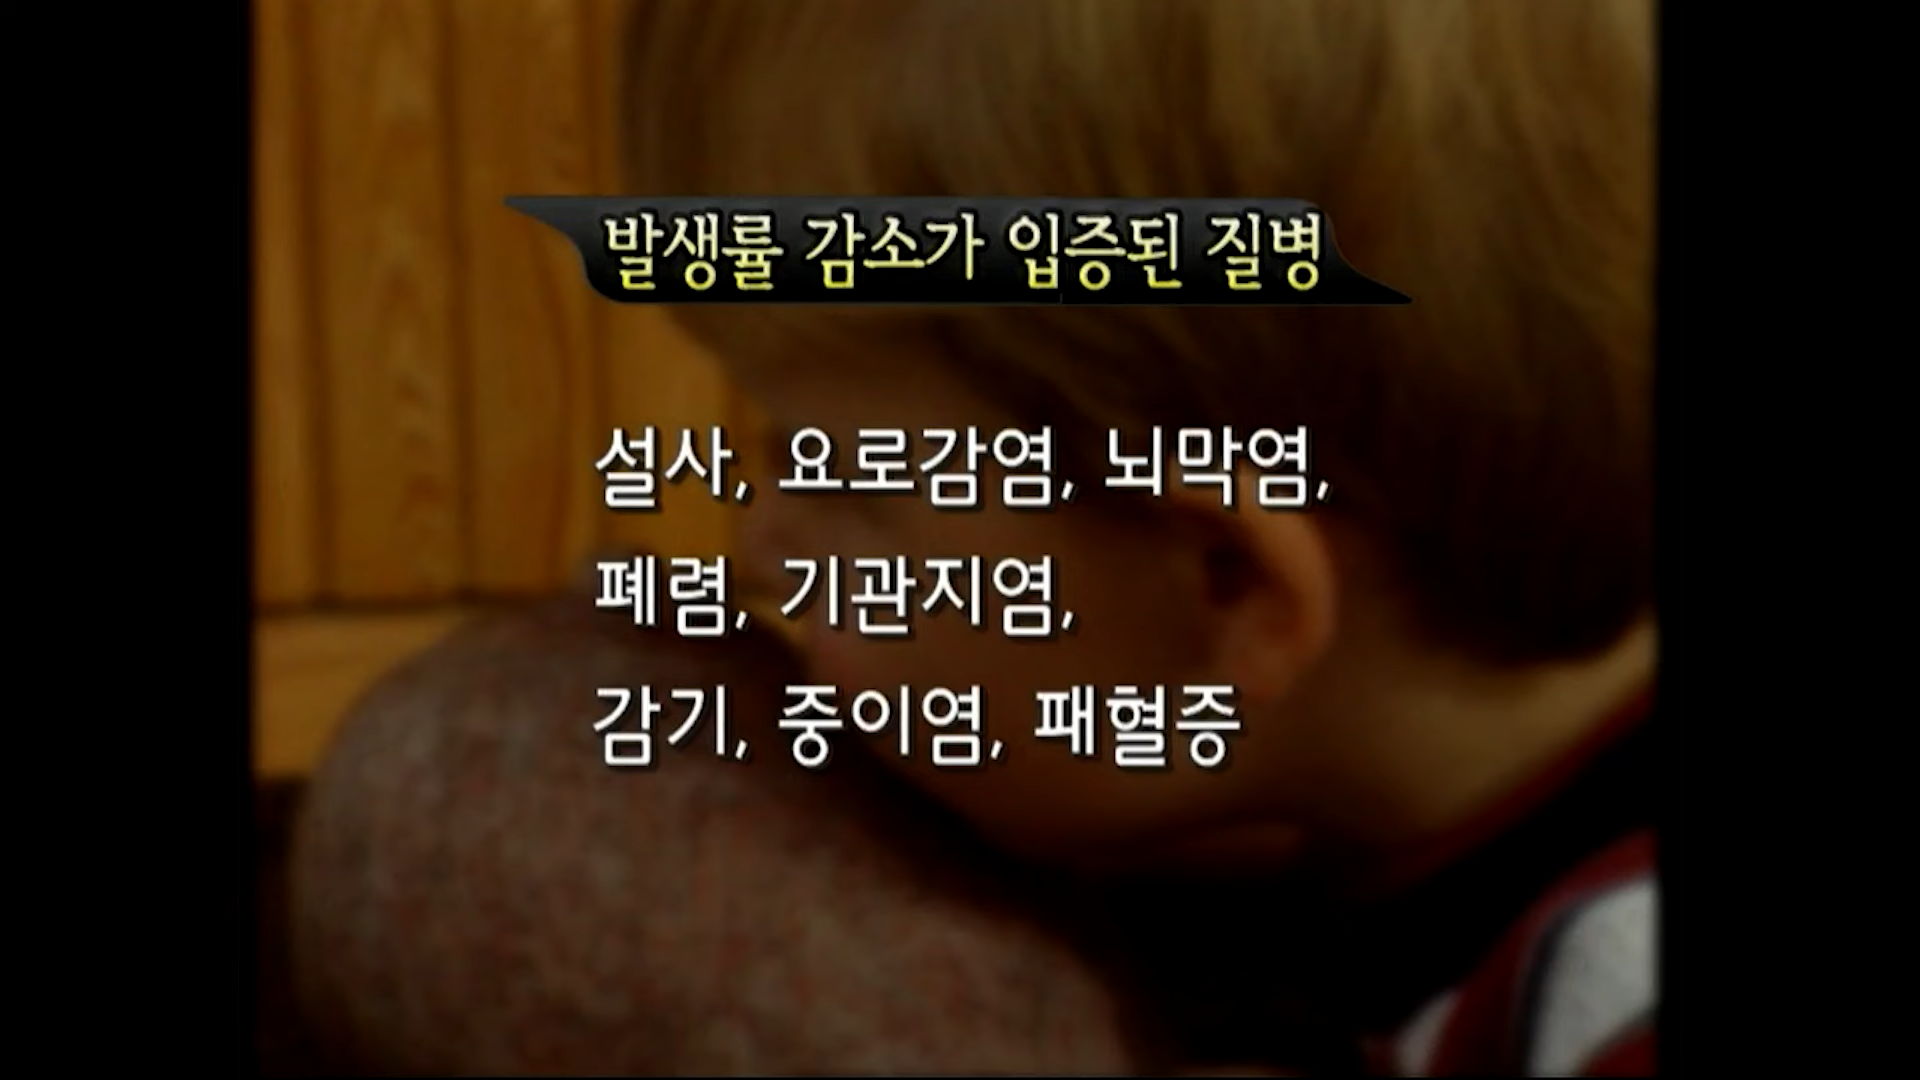 발생률 감소가 입증된 질병
설사, 요로감염, 뇌막염,
폐렴, 기관지염,
감기, 중이염, 패혈증